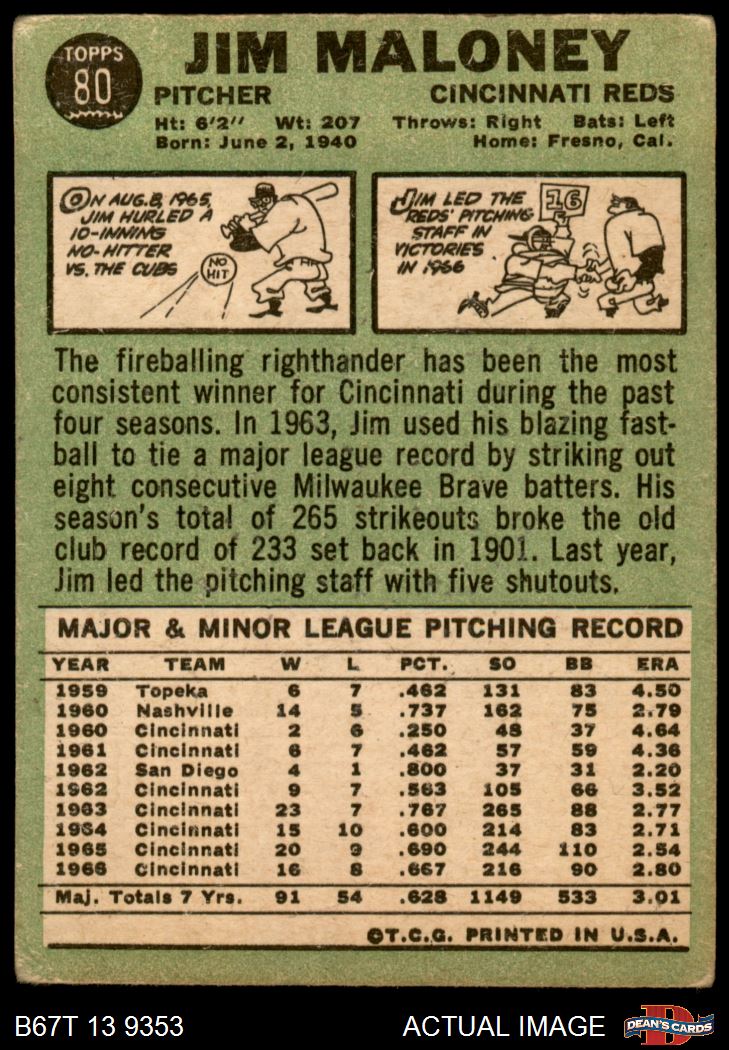 TOPPS
80
JIM MALONEY
PITCHER CINCINNATI REDS
Ht: 6'2" Wt: 207 Throws: Right Bats: Left
Born: June 2, 1940 Home: Fresno, Cal.
ON AUG. 8, 1965,
JIM HURLED A
10-INNING
NO-HITTER
VS. THE CUBS
NO
HIT
JIM LED THE
REDS' PITCHING
STAFF IN
VICTORIES
IN 1966
16
The fireballing righthander has been the most
consistent winner for Cincinnati during the past
four seasons. In 1963, Jim used his blazing fast-
ball to tie a major league record by striking out
eight consecutive Milwaukee Brave batters. His
season's total of 265 strikeouts broke the old
club record of 233 set back in 1901. Last year,
Jim led the pitching staff with five shutouts.
MAJOR & MINOR LEAGUE PITCHING RECORD
YEAR TEAM W L PCT. SO BB ERA
1959 Topeka 6 7 .462 131 83 4.50
1960 Nashville 14 5 .737 162 75 2.79
1960 Cincinnati 2 6 .250 48 37 4.64
1961 Cincinnati 6 7 .462 57 59 4.36
1962 San Diego 4 1 .800 37 31 2.20
1962 Cincinnati 9 7 .563 105 66 3.52
1963 Cincinnati 23 7 .767 265 88 2.77
1964 Cincinnati 15 10 .600 214 83 2.71
1965 Cincinnati 20 9 .690 244 110 2.54
1966 Cincinnati 16 8 .667 216 90 2.80
Maj. Totals 7 Yrs. 91 54 .628 1149 533 3.01
©T.C.G. PRINTED IN U.S.A.
B67T 13 9353 ACTUAL IMAGE
D
DEAN'S CARDS